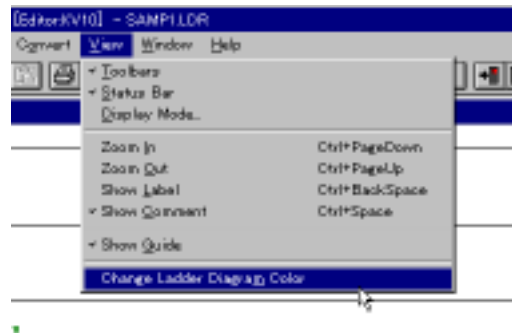 [Editor:KV10] - SAMP1.LDR
Convert View Window Help
Toolbars
Status Bar
Display Mode...
Zoom In Ctrl+PageDown
Zoom Out Ctrl+PageUp
Show Label Ctrl+BackSpace
Show Comment Ctrl+Space
Show Guide
Change Ladder Diagram Color